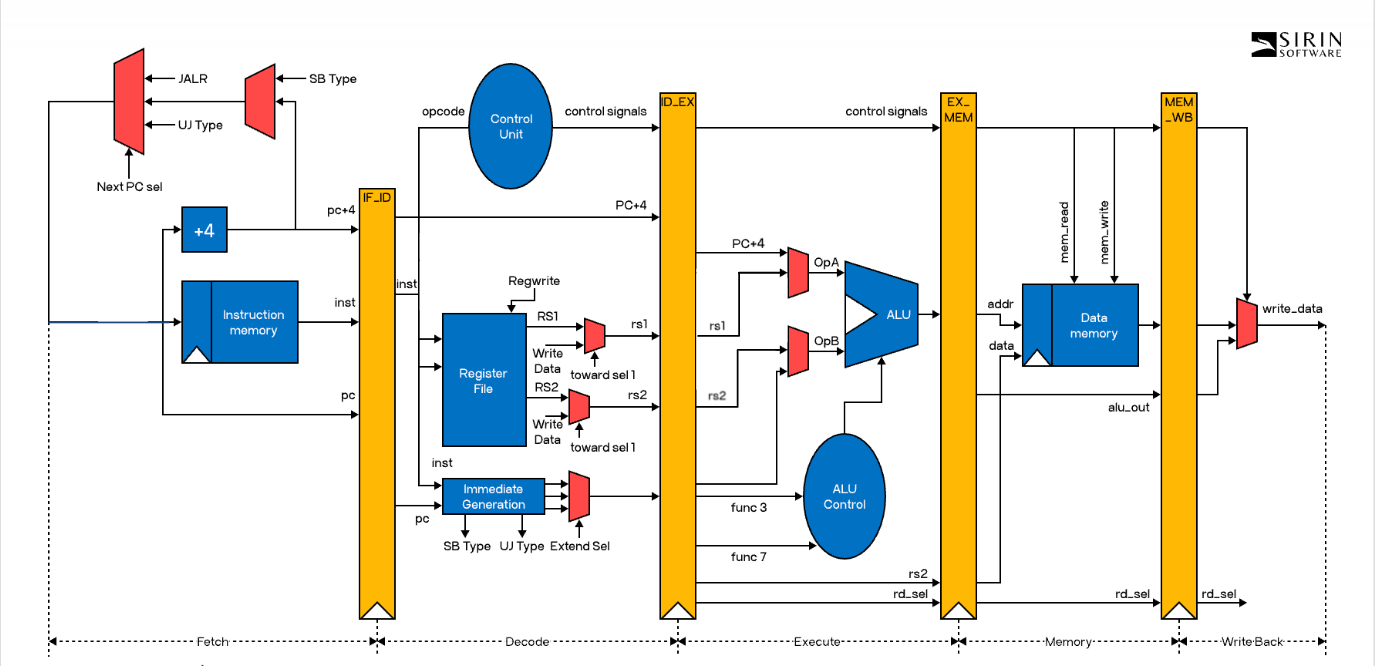 SIRIN
SOFTWARE
JALR
SB Type
UJ Type
Next PC sel
+4
pc+4
Instruction
memory
inst
pc
IF_ID
opcode
Control
Unit
control signals
PC+4
inst
Regwrite
Register
File
RS1
Write
Data
toward sel 1
rs1
RS2
Write
Data
toward sel 1
rs2
inst
pc
Immediate
Generation
SB Type
UJ Type
Extend Sel
ID_EX
control signals
PC+4
rs1
rs2
OpA
OpB
ALU
ALU
Control
func 3
func 7
rs2
rd_sel
EX_
MEM
mem_read
mem_write
addr
data
Data
memory
alu_out
rd_sel
MEM
_WB
write_data
rd_sel
Fetch
Decode
Execute
Memory
Write Back